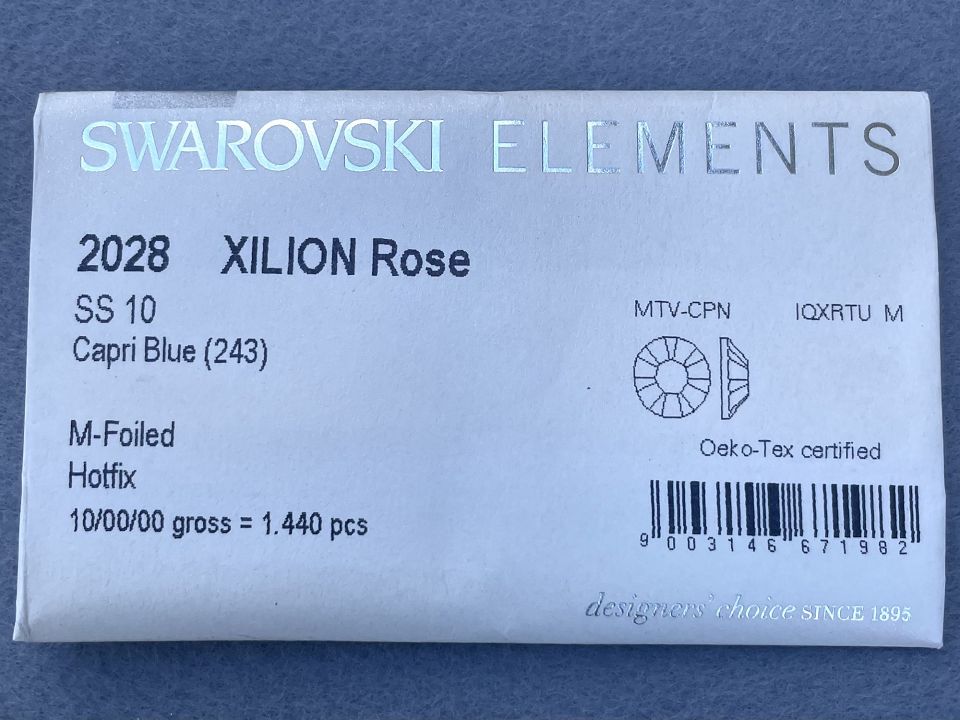 SWAROVSKI ELEMENTS
2028 XILION Rose
SS 10
Capri Blue (243)
MTV-CPN IQXRTU M
M-Foiled
Hotfix
10/00/00 gross = 1.440 pcs
Oeko-Tex certified
9 003146 671982
designers' choice SINCE 1895